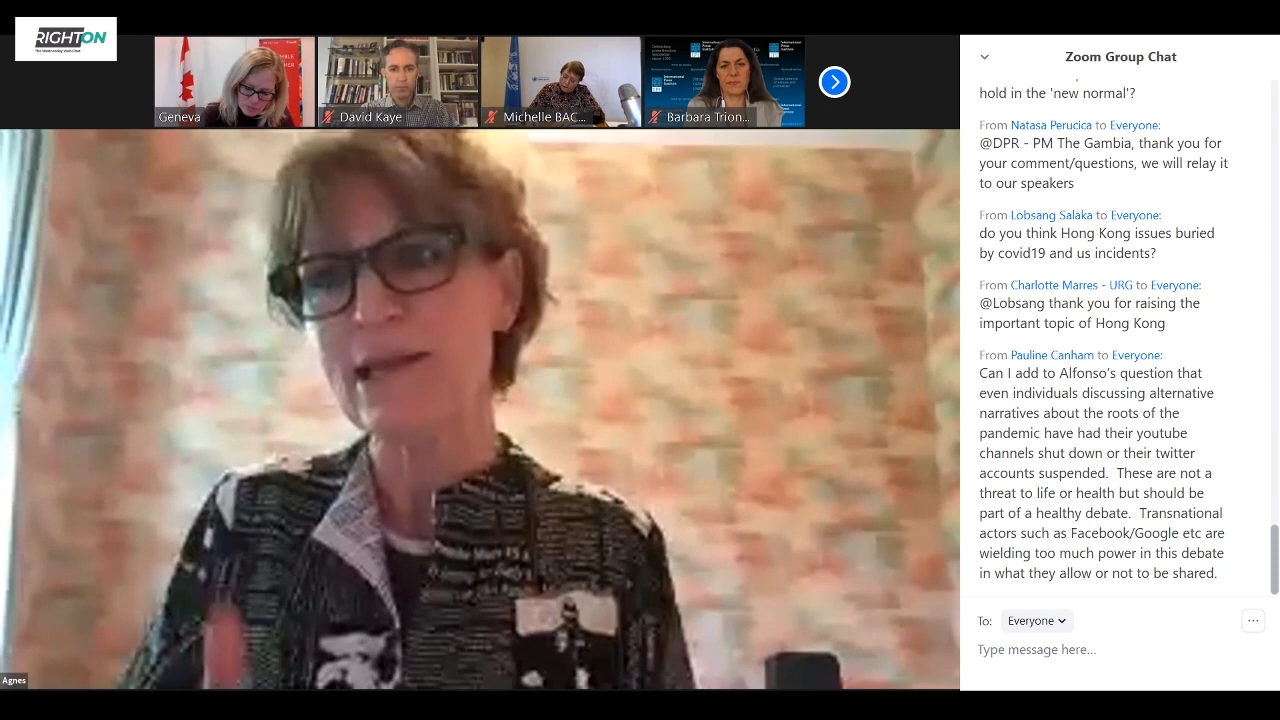 RIGHTON
The Wednesday Web Chat
Geneva
David Kaye
Michelle BAC...
Barbara Trion...
Agnes
Zoom Group Chat
hold in the 'new normal'?
From Natasa Perucica to Everyone:
@DPR - PM The Gambia, thank you for
your comment/questions, we will relay it
to our speakers
From Lobsang Salaka to Everyone:
do you think Hong Kong issues buried
by covid19 and us incidents?
From Charlotte Marres - URG to Everyone:
@Lobsang thank you for raising the
important topic of Hong Kong
From Pauline Canham to Everyone:
Can I add to Alfonso's question that
even individuals discussing alternative
narratives about the roots of the
pandemic have had their youtube
channels shut down or their twitter
accounts suspended.  These are not a
threat to life or health but should be
part of a healthy debate.  Transnational
actors such as Facebook/Google etc are
wielding too much power in this debate
in what they allow or not to be shared.
To: Everyone
Type message here...